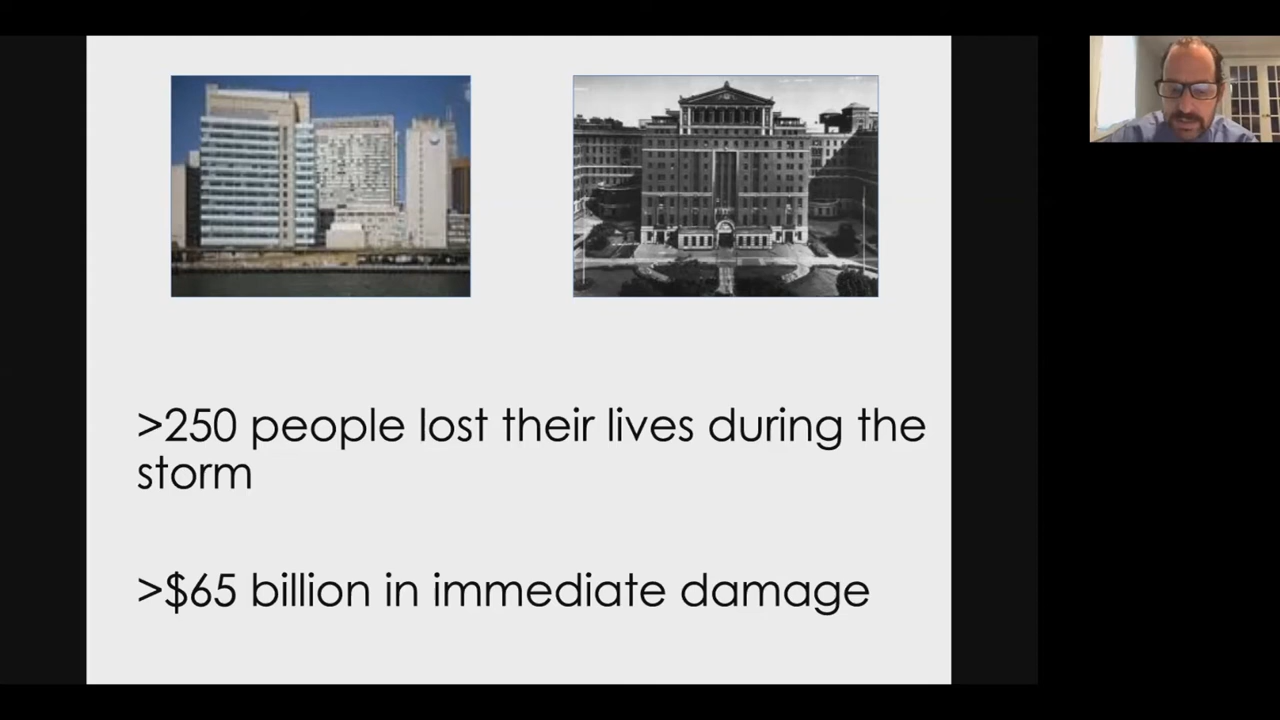 >250 people lost their lives during the
storm
>$65 billion in immediate damage